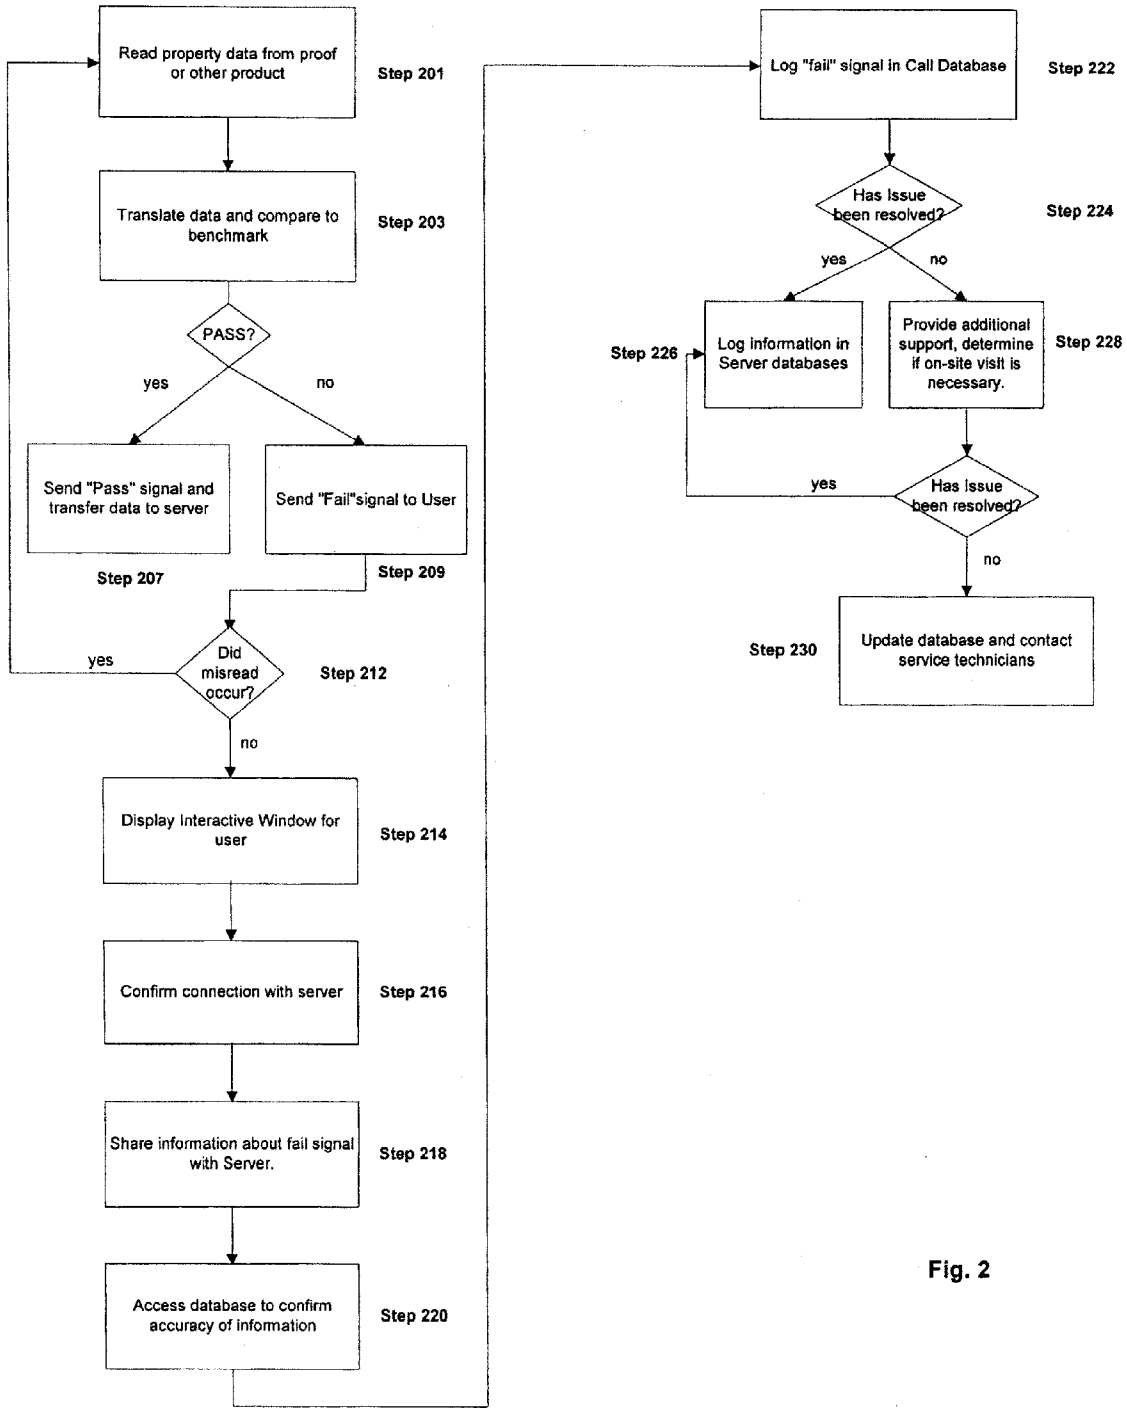 Read property data from proof
or other product
Step 201
Translate data and compare to
benchmark
Step 203
PASS?
yes
no
Send "Pass" signal and
transfer data to server
Step 207
Send "Fail"signal to User
Step 209
Did
misread
occur?
Step 212
yes
no
Display Interactive Window for
user
Step 214
Confirm connection with server
Step 216
Share information about fail signal
with Server.
Step 218
Access database to confirm
accuracy of information
Step 220
Log "fail" signal in Call Database
Step 222
Has Issue
been resolved?
Step 224
yes
no
Step 226
Log information in
Server databases
Provide additional
support, determine
if on-site visit is
necessary.
Step 228
Has Issue
been resolved?
yes
no
Step 230
Update database and contact
service technicians
Fig. 2